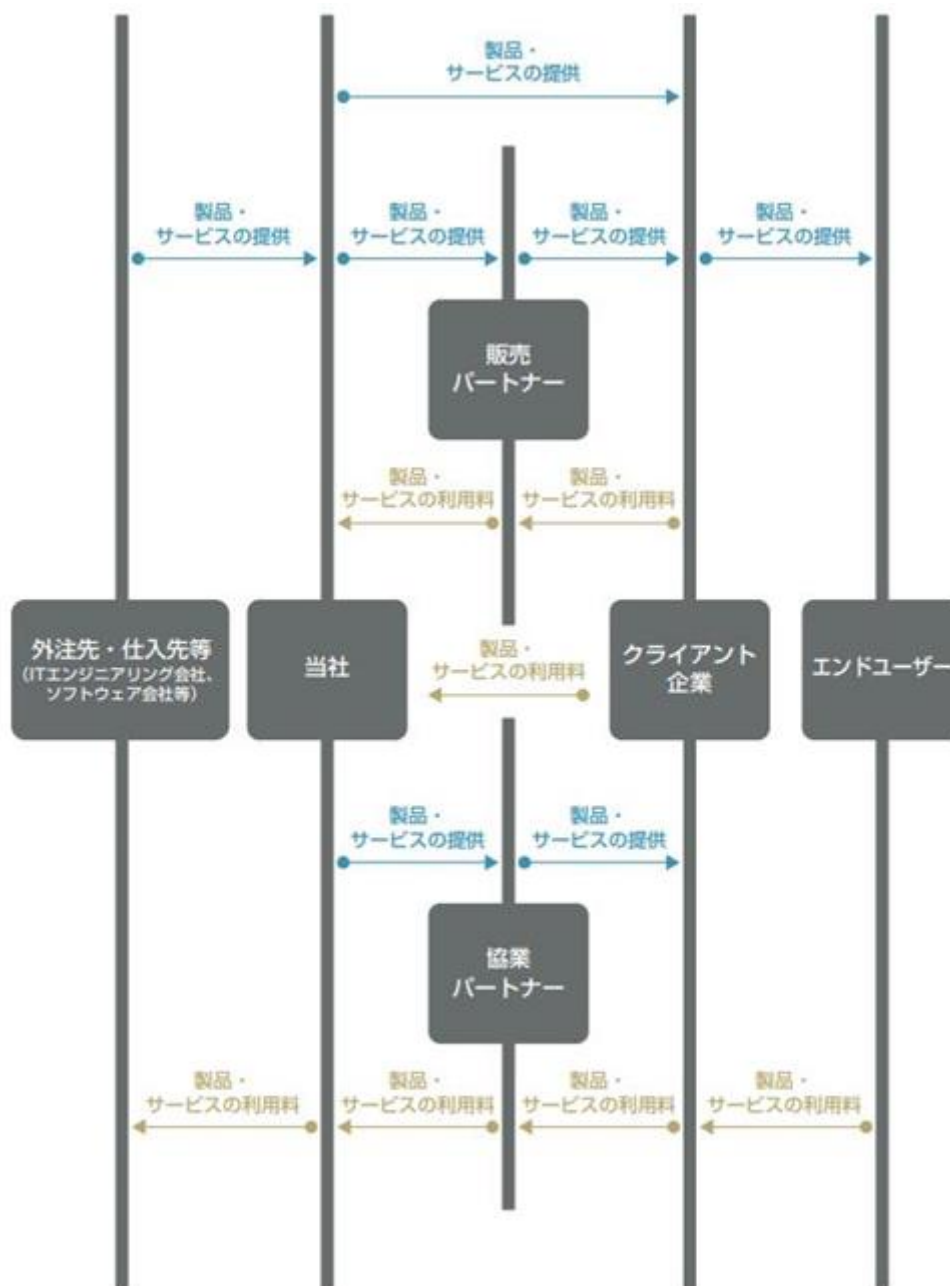 製品・
サービスの提供
製品・
サービスの提供
製品・
サービスの提供
製品・
サービスの提供
製品・
サービスの提供
販売
パートナー
製品・
サービスの利用料
製品・
サービスの利用料
外注先・仕入先等
(ITエンジニアリング会社、
ソフトウェア会社等)
当社
製品・
サービスの利用料
クライアント
企業
エンドユーザー
製品・
サービスの提供
製品・
サービスの提供
協業
パートナー
製品・
サービスの利用料
製品・
サービスの利用料
製品・
サービスの利用料
製品・
サービスの利用料